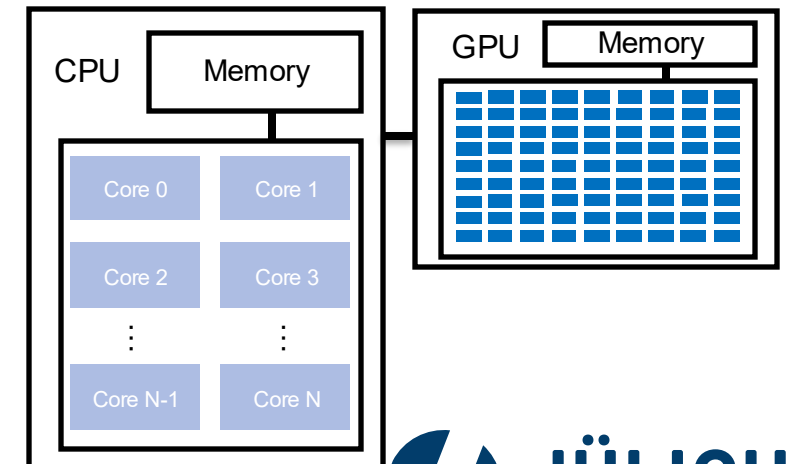 CPU
Memory
Core 0
Core 1
Core 2
Core 3
⋮
⋮
Core N-1
Core N
GPU
Memory